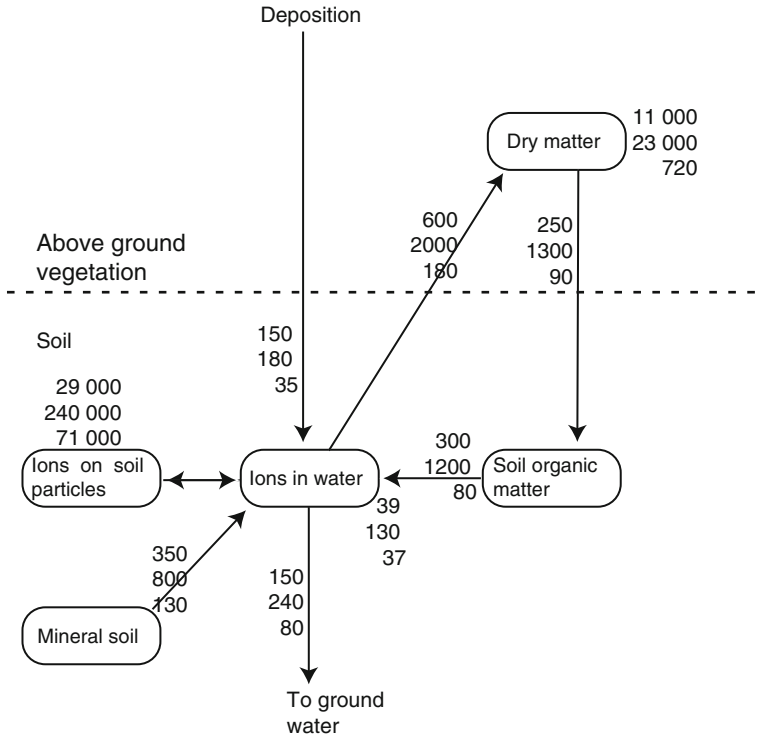 Deposition
Dry matter
11 000
23 000
720
600
2000
180
250
1300
90
Above ground
vegetation
Soil
150
180
35
29 000
240 000
71 000
Ions on soil
particles
Ions in water
300
1200
80
Soil organic
matter
39
130
37
350
800
130
150
240
80
Mineral soil
To ground
water